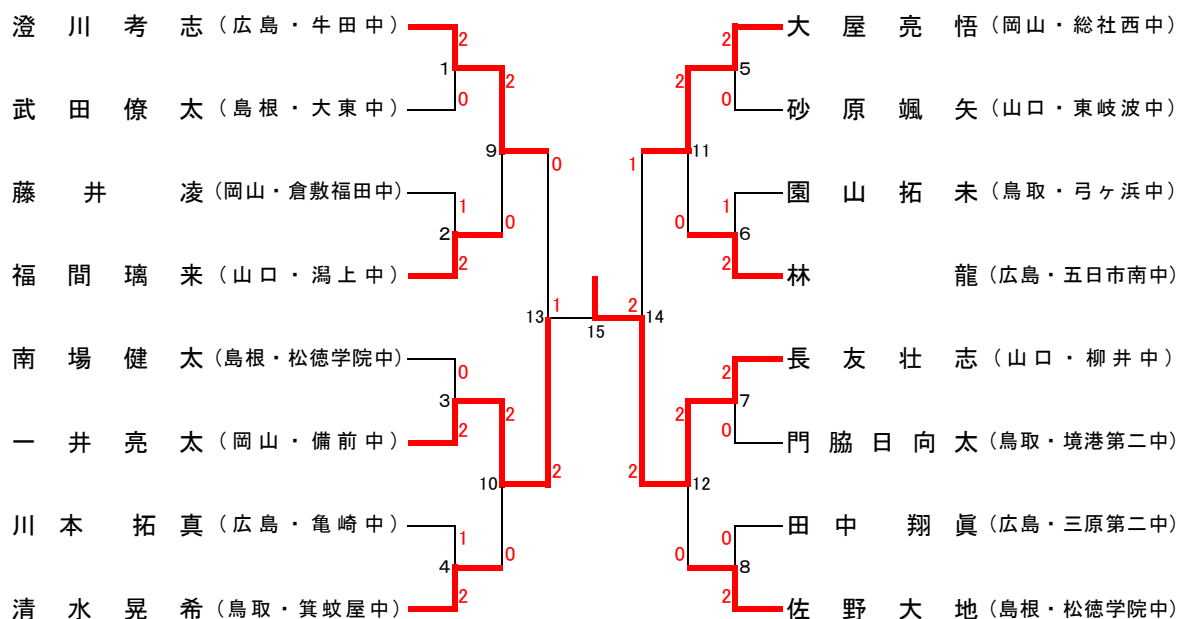 澄川考志（広島・牛田中）
2
1
0
武田僚太（島根・大東中）
2
9
0
藤井凌（岡山・倉敷福田中）
1
2
0
2
福間璃来（山口・潟上中）
13
1
南場健太（島根・松徳学院中）
0
3
2
2
一井亮太（岡山・備前中）
10
2
川本拓真（広島・亀崎中）
1
4
0
2
清水晃希（鳥取・箕蚊屋中）
15
大屋亮悟（岡山・総社西中）
2
5
2
0
砂原颯矢（山口・東岐波中）
1
11
園山拓未（鳥取・弓ヶ浜中）
1
0
6
2
林龍（広島・五日市南中）
2
14
長友壮志（山口・柳井中）
2
7
2
0
門脇日向太（鳥取・境港第二中）
2
12
田中翔眞（広島・三原第二中）
0
0
8
2
佐野大地（島根・松徳学院中）